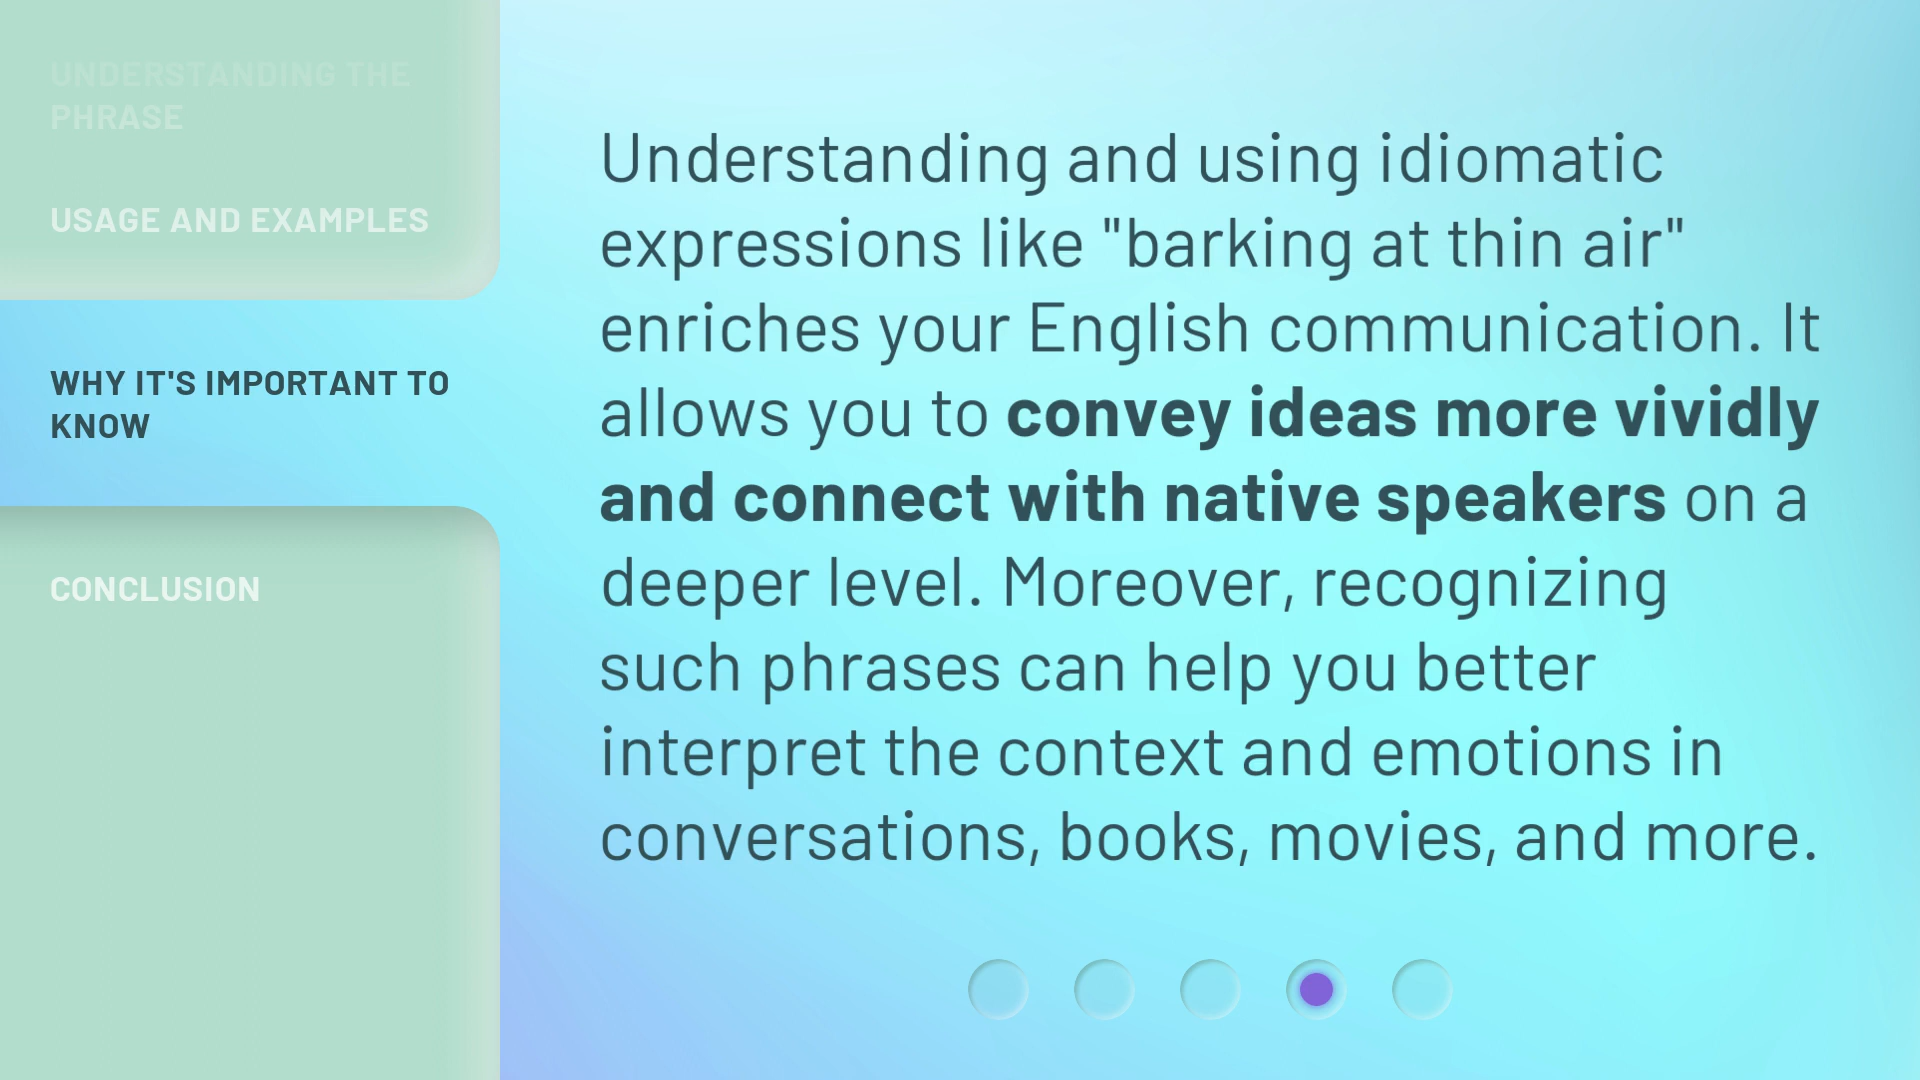 UNDERSTANDING THE
PHRASE
USAGE AND EXAMPLES
WHY IT'S IMPORTANT TO
KNOW
CONCLUSION
Understanding and using idiomatic
expressions like "barking at thin air"
enriches your English communication. It
allows you to convey ideas more vividly
and connect with native speakers on a
deeper level. Moreover, recognizing
such phrases can help you better
interpret the context and emotions in
conversations, books, movies, and more.